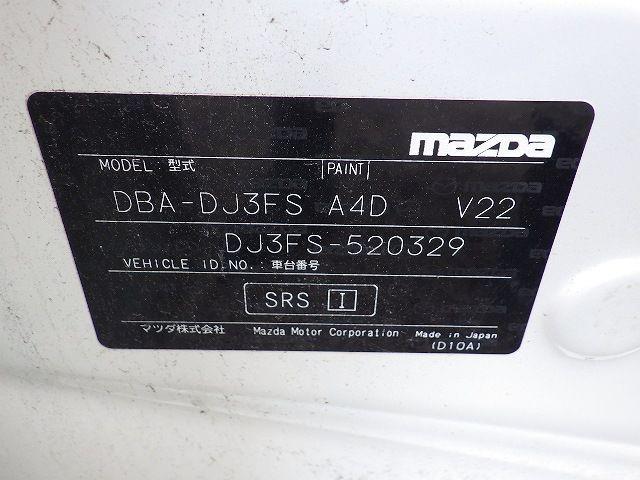 mazda
MODEL:型式 PAINT
DBA-DJ3FS A4D V22
DJ3FS-520329
VEHICLE ID.NO.:車台番号
SRS I
マツダ株式会社 Mazda Motor Corporation Made in Japan
(D10A)